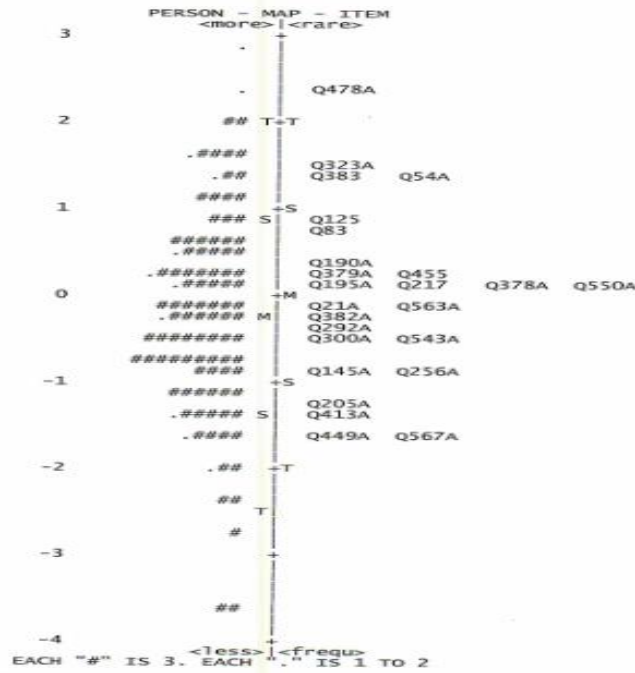 PERSON - MAP - ITEM
<more>|<rare>
3 +
.
. Q478A
2 ## T+T
.####
Q323A
.## Q383 Q54A
####
1 +S
### S Q125
Q83
######
.#####
Q190A
.####### Q379A Q455
.##### Q195A Q217 Q378A Q550A
0 +M
####### Q21A Q563A
.###### M Q382A
Q292A
######## Q300A Q543A
#########
#### Q145A Q256A
-1 +S
######
Q205A
.##### S Q413A
.#### Q449A Q567A
-2 .## +T
##
T
#
-3 +
##
-4 +
<less>|<frequ>
EACH "#" IS 3. EACH "." IS 1 TO 2